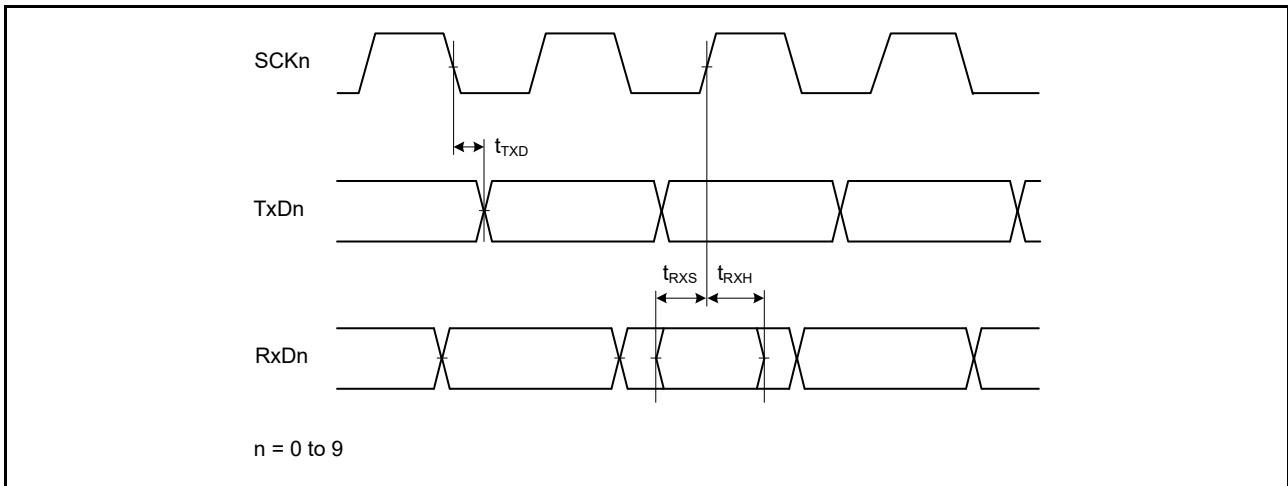 SCKn
tTXD
TxDn
tRXS tRXH
RxDn
n = 0 to 9